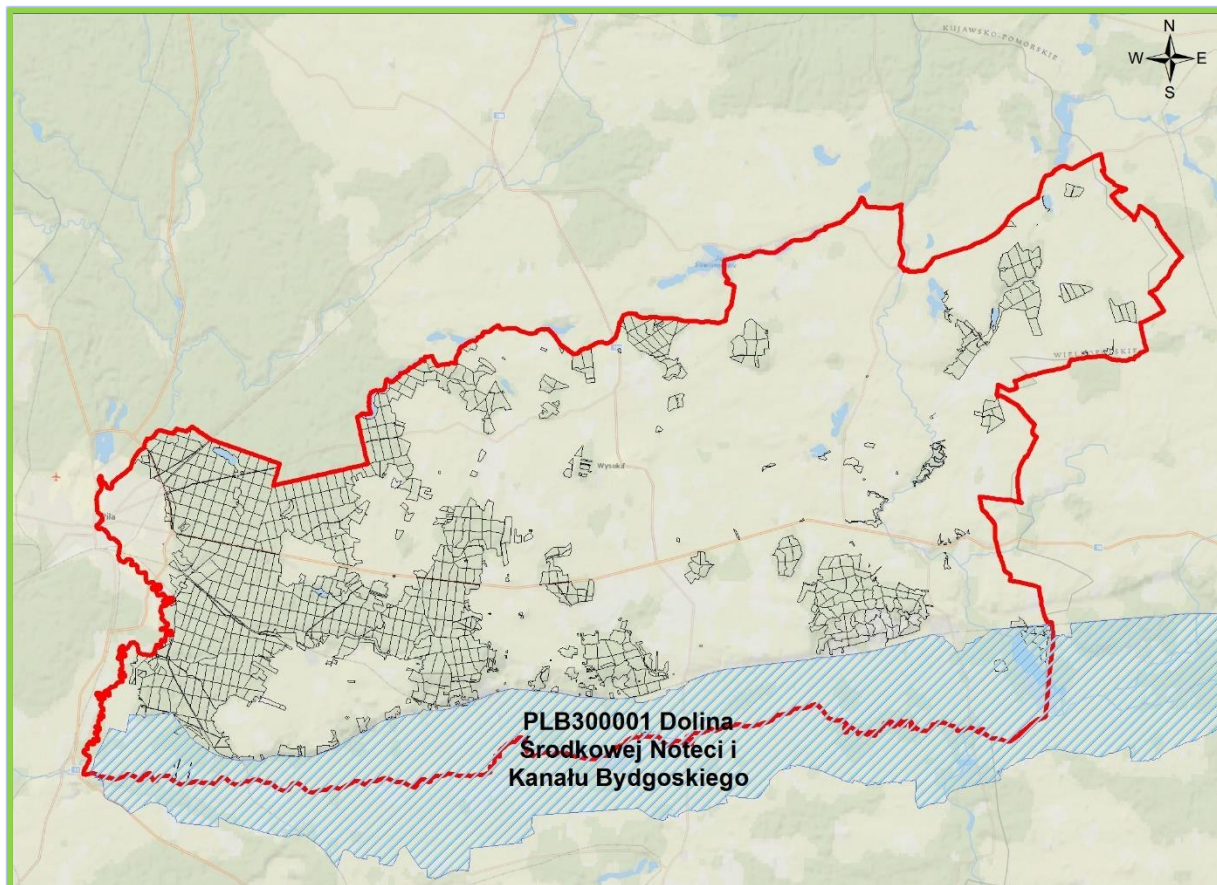 N
W E
S
KUJAWSKO-POMORSKIE
WIELKOPOLSKIE
Wysoka
PLB300001 Dolina
Środkowej Noteci i
Kanału Bydgoskiego